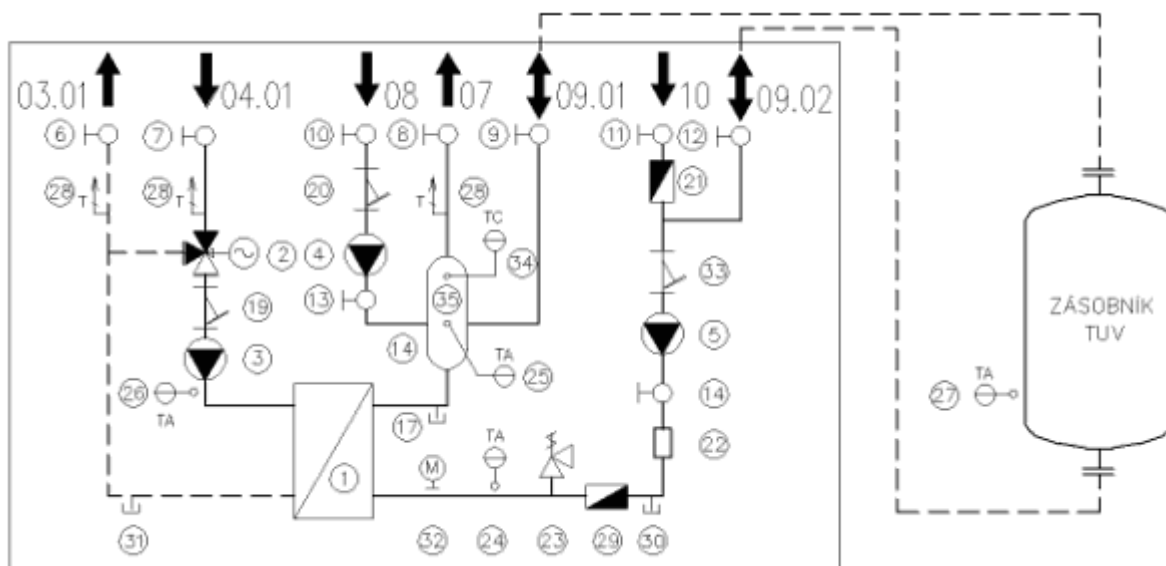 03.01 04.01 08 07 09.01 10 09.02
6 7 10 8 9 11 12
28 T 28 T 20 T 28 21
TC
2 4 34 33
13 35 ZÁSOBNÍK
19 TUV
3 14 TA 5
26 25 TA
TA 17 14 27
TA 22
1 M
31 32 24 23 29 30